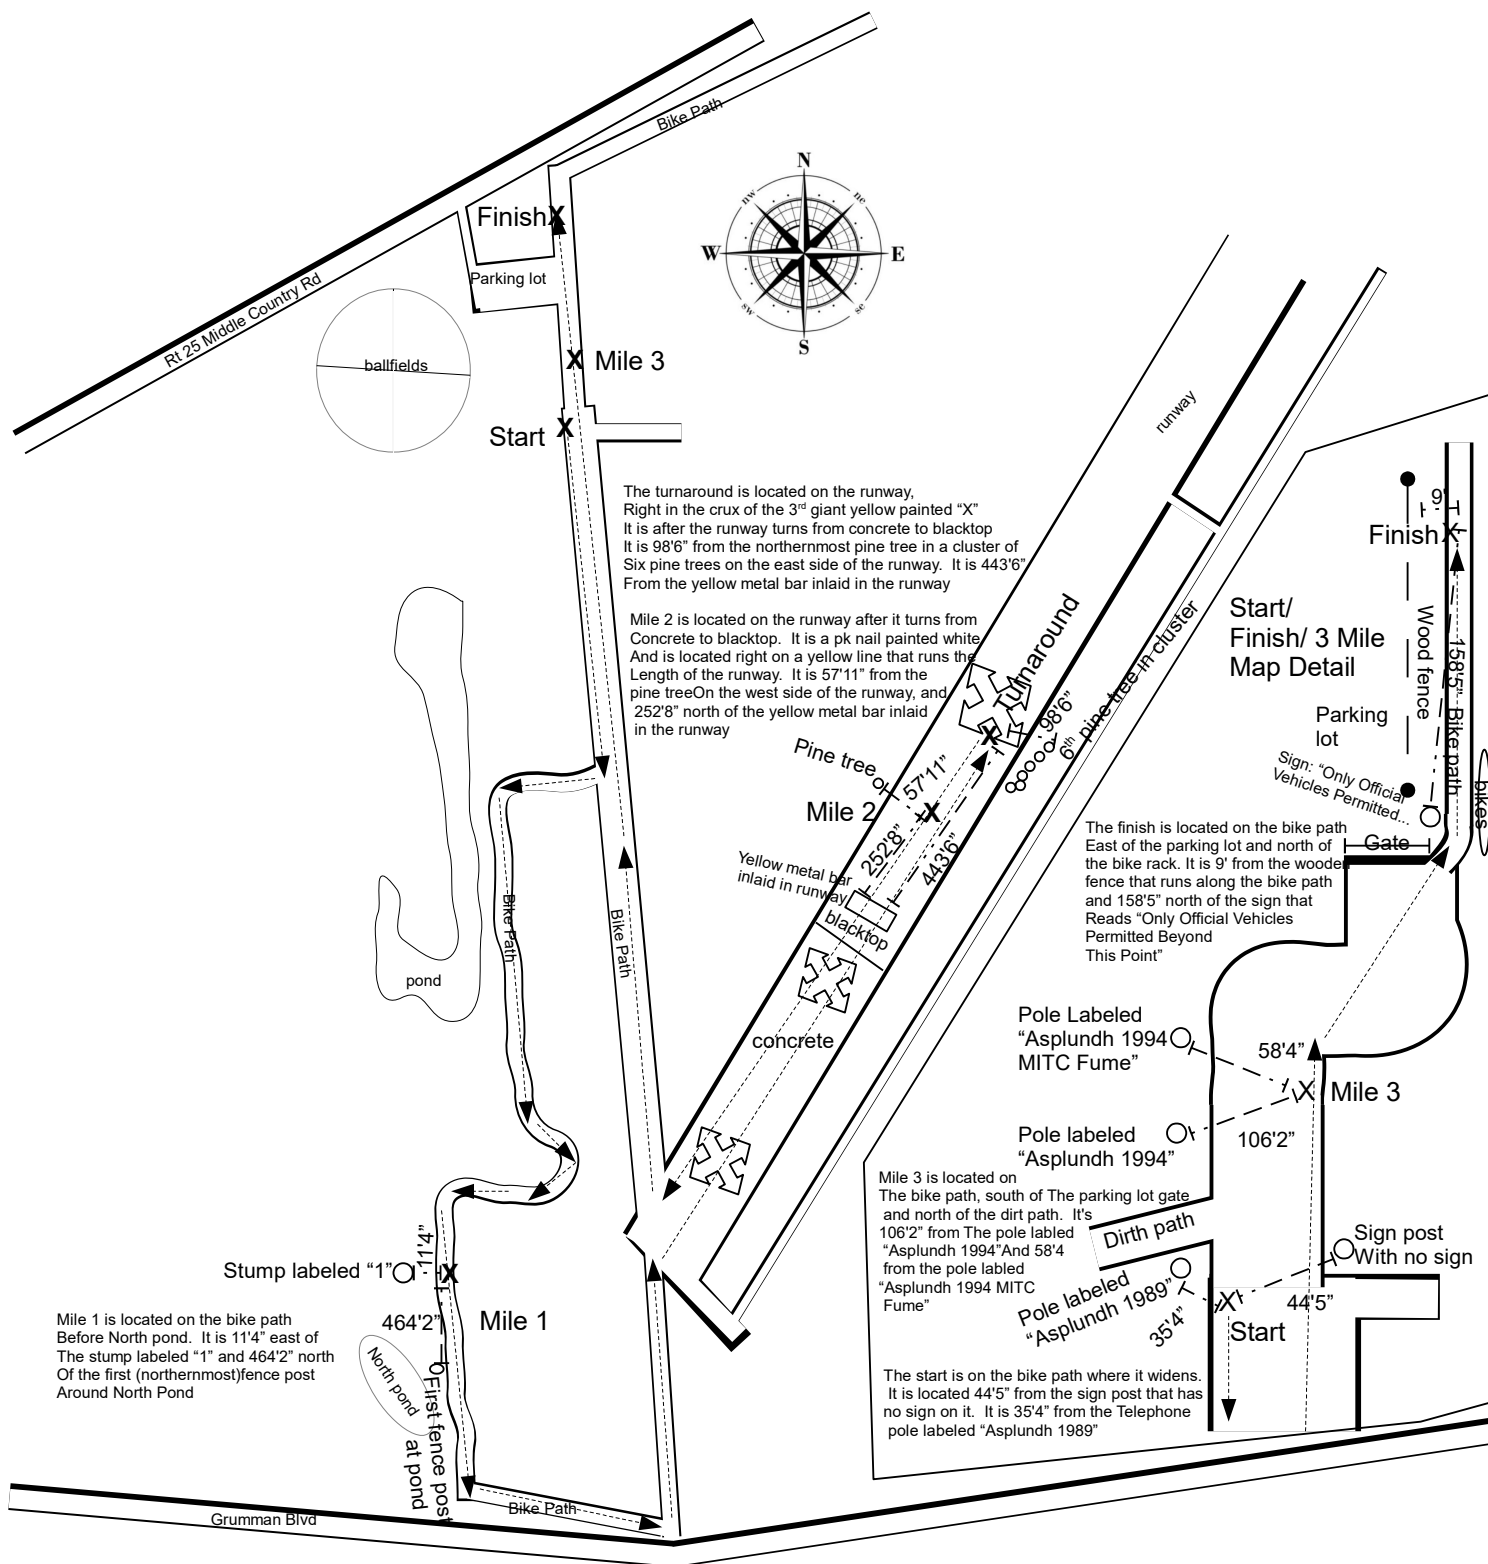 Bike Path
N
nw
ne
W
E
sw
se
S
Finish X
Parking lot
Rt 25 Middle Country Rd
ballfields
X Mile 3
Start X
runway
The turnaround is located on the runway,
Right in the crux of the 3rd giant yellow painted “X”
It is after the runway turns from concrete to blacktop
It is 98'6” from the northernmost pine tree in a cluster of
Six pine trees on the east side of the runway. It is 443'6”
From the yellow metal bar inlaid in the runway
Mile 2 is located on the runway after it turns from
Concrete to blacktop. It is a pk nail painted white
And is located right on a yellow line that runs the
Length of the runway. It is 57'11” from the
pine treeOn the west side of the runway, and
252'8” north of the yellow metal bar inlaid
in the runway
Turnaround
X
98'6”
6th pine tree in cluster
Pine tree
57'11”
Mile 2 X
252'8”
443'6”
Yellow metal bar
inlaid in runway
blacktop
concrete
Bike Path
Bike Path
pond
9'
Finish X
Start/
Finish/ 3 Mile
Map Detail
Wood fence
158'5”
Bike path
Parking
lot
Sign: “Only Official
Vehicles Permitted...
bikes
Gate
The finish is located on the bike path
East of the parking lot and north of
the bike rack. It is 9' from the wooden
fence that runs along the bike path
and 158'5” north of the sign that
Reads “Only Official Vehicles
Permitted Beyond
This Point”
Pole Labeled
“Asplundh 1994
MITC Fume”
58'4”
X Mile 3
Pole labeled
“Asplundh 1994”
106'2”
Mile 3 is located on
The bike path, south of The parking lot gate
and north of the dirt path. It's
106'2” from The pole labled
“Asplundh 1994”And 58'4
from the pole labled
“Asplundh 1994 MITC
Fume”
Dirth path
Sign post
With no sign
Pole labeled
“Asplundh 1989”
35'4”
X
44'5”
Start
The start is on the bike path where it widens.
It is located 44'5” from the sign post that has
no sign on it. It is 35'4” from the Telephone
pole labeled “Asplundh 1989”
11'4”
Stump labeled “1”
X
Mile 1
464'2”
Mile 1 is located on the bike path
Before North pond. It is 11'4” east of
The stump labeled “1” and 464'2” north
Of the first (northernmost)fence post
Around North Pond
North pond
First fence post
at pond
Bike Path
Grumman Blvd